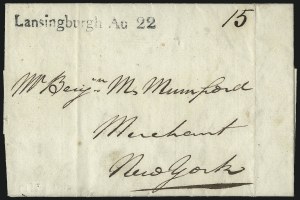 Lansingburgh Au 22
15
Mr Benjn M. Mumford
Merchant
New York